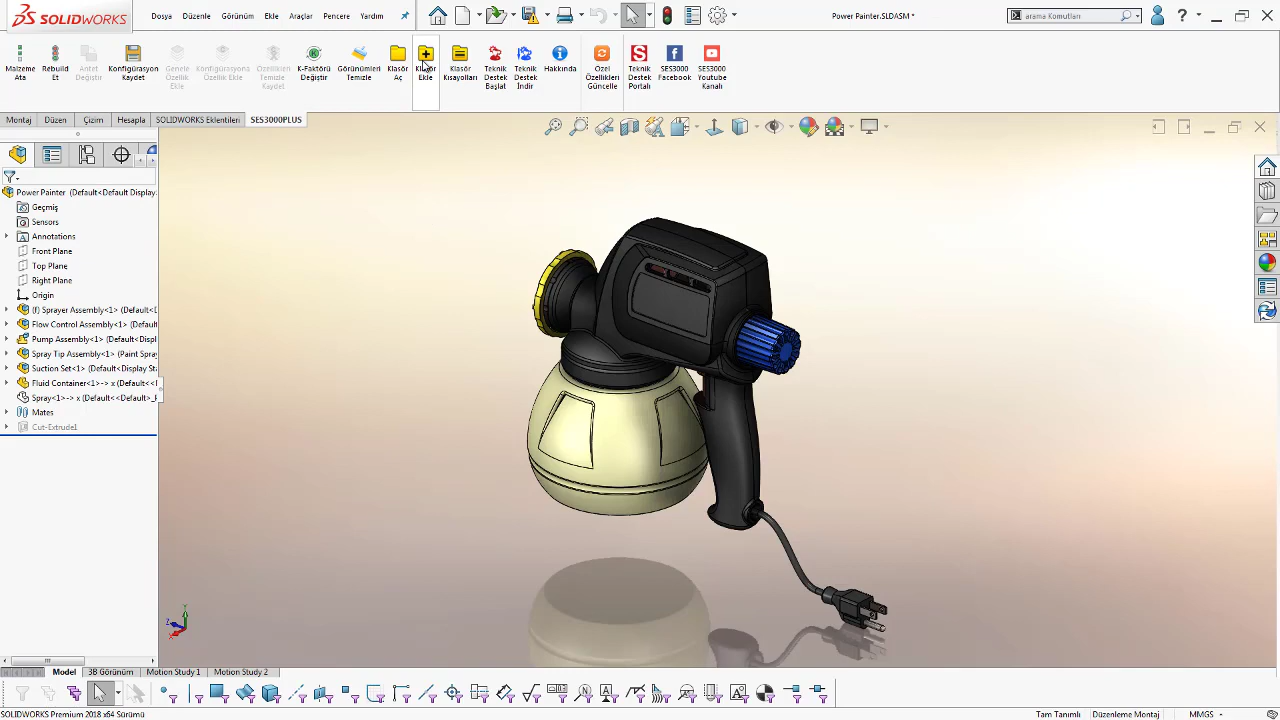 SOLIDWORKS
Dosya Düzenle Görünüm Ekle Araçlar Pencere Yardım
Power Painter.SLDASM *
arama Komutları
Malzeme Ata
Rebuild Et
Antet Değiştir
Konfigürasyon Kaydet
Genele Özellik Ekle
Konfigürasyona Özellik Ekle
Özellikleri Temizle Kaydet
K-Faktörü Değiştir
Görünümleri Temizle
Klasör Aç
Klasör Ekle
Klasör Kısayolları
Teknik Destek Başlat
Teknik Destek İndir
Hakkında
Özel Özellikleri Güncelle
Teknik Destek Portalı
SES3000 Facebook
SES3000 Youtube Kanalı
Montaj Düzen Çizim Hesapla SOLIDWORKS Eklentileri SES3000PLUS
Power Painter (Default<Default Display
Geçmiş
Sensors
Annotations
Front Plane
Top Plane
Right Plane
Origin
(f) Sprayer Assembly<1> (Default
Flow Control Assembly<1> (Default
Pump Assembly<1> (Default<Displ
Spray Tip Assembly<1> (Paint Spray
Suction Set<1> (Default<Display Sta
Fluid Container<1>-> x (Default<<
Spray<1>-> x (Default<<Default>_P
Mates
Cut-Extrude1
Model 3B Görünüm Motion Study 1 Motion Study 2
SOLIDWORKS Premium 2018 x64 Sürümü
Tam Tanımlı Düzenleme Montaj MMGS